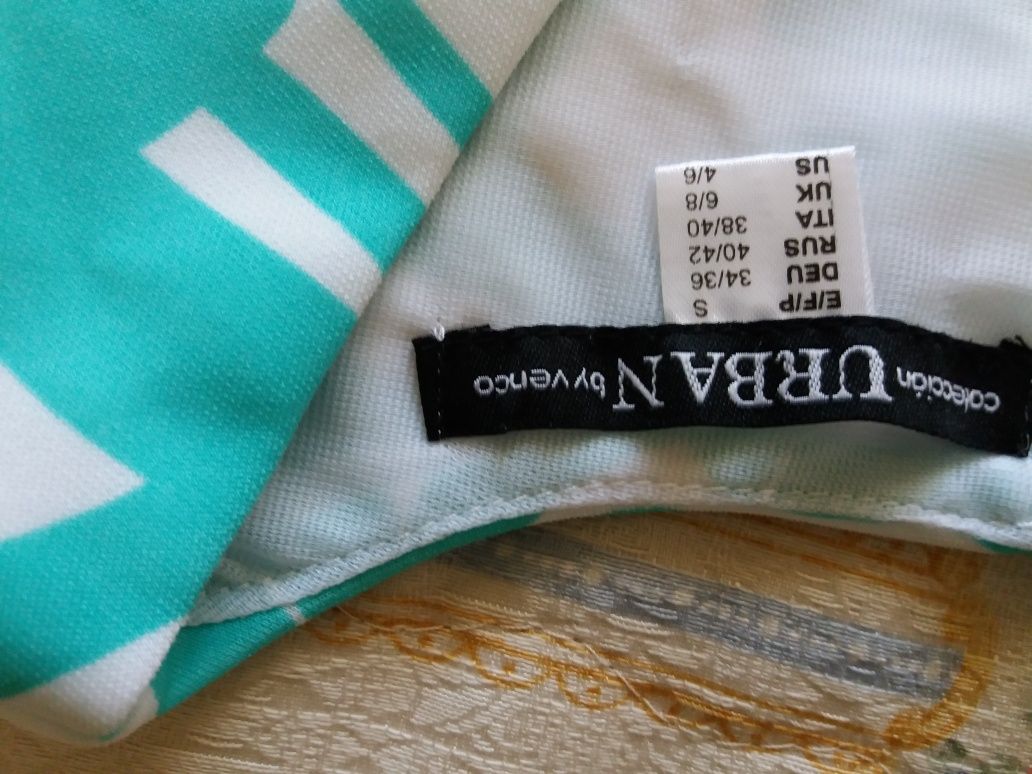 colección URBAN by venco
E/F/P S
DEU 34/36
RUS 40/42
ITA 38/40
UK 6/8
US 4/6